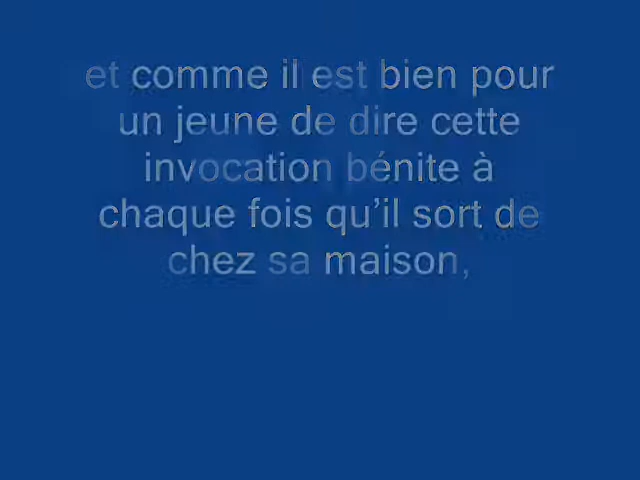 et comme il est bien pour
un jeune de dire cette
invocation bénite à
chaque fois qu’il sort de
chez sa maison,